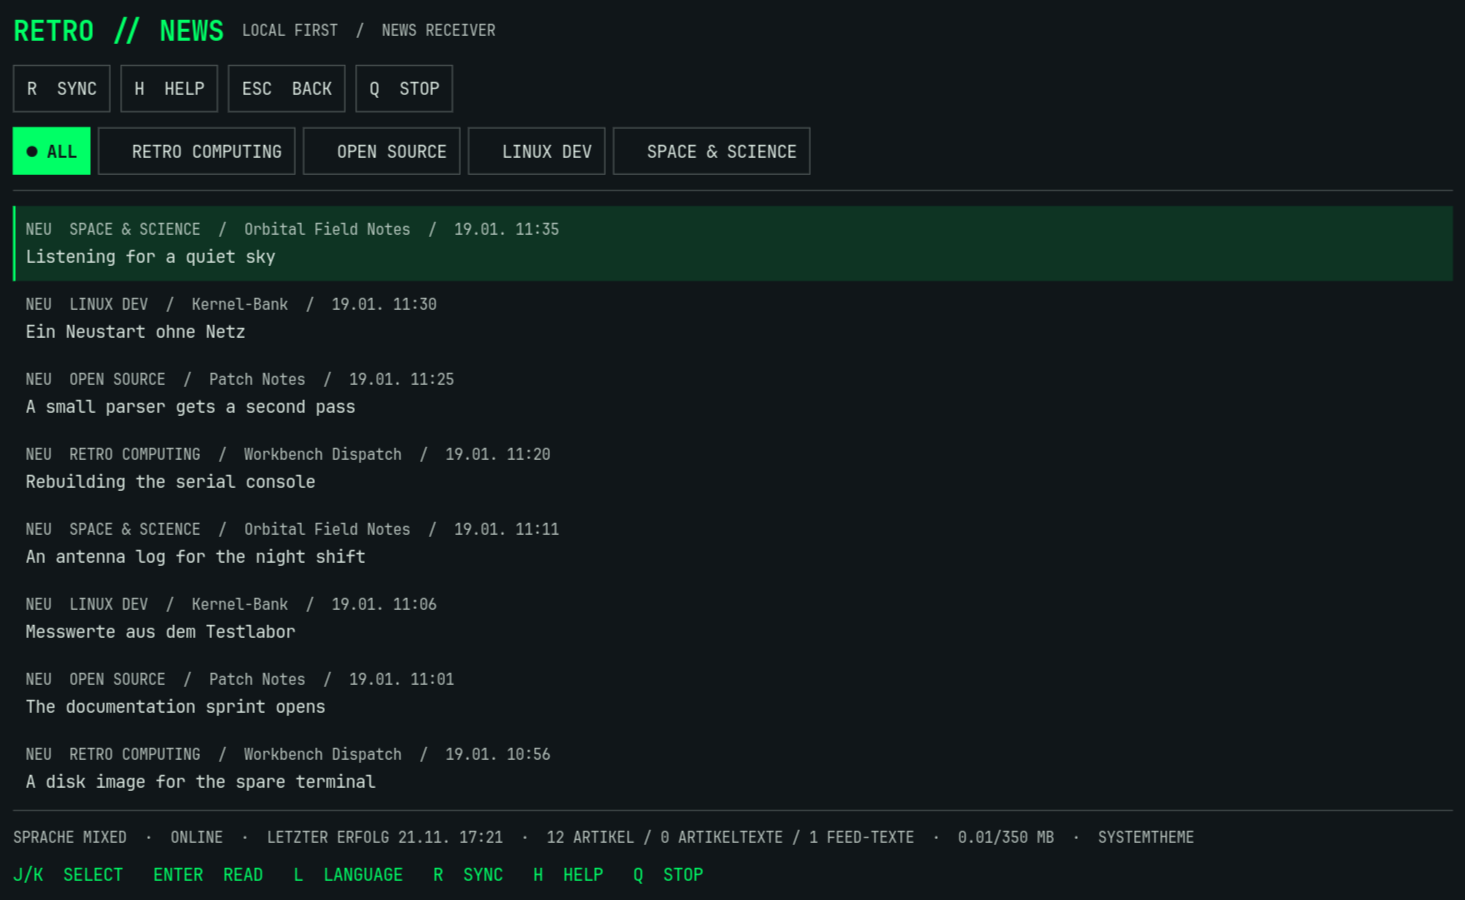 RETRO // NEWS LOCAL FIRST / NEWS RECEIVER
R SYNC H HELP ESC BACK Q STOP
● ALL RETRO COMPUTING OPEN SOURCE LINUX DEV SPACE & SCIENCE
NEU SPACE & SCIENCE / Orbital Field Notes / 19.01. 11:35
Listening for a quiet sky
NEU LINUX DEV / Kernel-Bank / 19.01. 11:30
Ein Neustart ohne Netz
NEU OPEN SOURCE / Patch Notes / 19.01. 11:25
A small parser gets a second pass
NEU RETRO COMPUTING / Workbench Dispatch / 19.01. 11:20
Rebuilding the serial console
NEU SPACE & SCIENCE / Orbital Field Notes / 19.01. 11:11
An antenna log for the night shift
NEU LINUX DEV / Kernel-Bank / 19.01. 11:06
Messwerte aus dem Testlabor
NEU OPEN SOURCE / Patch Notes / 19.01. 11:01
The documentation sprint opens
NEU RETRO COMPUTING / Workbench Dispatch / 19.01. 10:56
A disk image for the spare terminal
SPRACHE MIXED · ONLINE · LETZTER ERFOLG 21.11. 17:21 · 12 ARTIKEL / 0 ARTIKELTEXTE / 1 FEED-TEXTE · 0.01/350 MB · SYSTEMTHEME
J/K SELECT ENTER READ L LANGUAGE R SYNC H HELP Q STOP